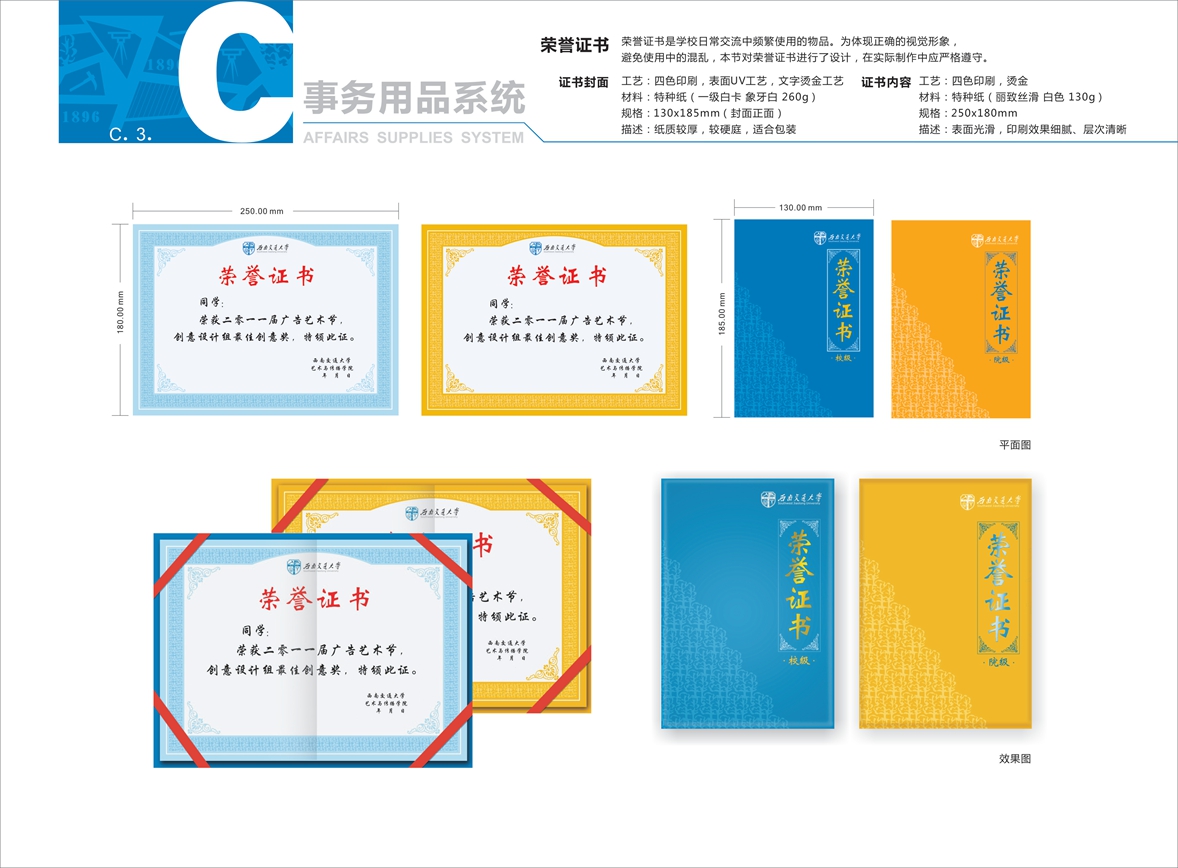 C
1896
1896
C. 3.
事务用品系统
AFFAIRS SUPPLIES SYSTEM
荣誉证书
荣誉证书是学校日常交流中频繁使用的物品。为体现正确的视觉形象，
避免使用中的混乱，本节对荣誉证书进行了设计，在实际制作中应严格遵守。
证书封面
工艺：四色印刷，表面UV工艺，文字烫金工艺
材料：特种纸（一级白卡 象牙白 260g）
规格：130x185mm（封面正面）
描述：纸质较厚，较硬庭，适合包装
证书内容
工艺：四色印刷，烫金
材料：特种纸（丽致丝滑 白色 130g）
规格：250x180mm
描述：表面光滑，印刷效果细腻、层次清晰
250.00 mm
180.00 mm
西南交通大学
荣誉证书
同学：
荣获二零一一届广告艺术节，
创意设计组最佳创意奖，特颁此证。
西南交通大学
艺术与传播学院
年 月 日
西南交通大学
荣誉证书
同学：
荣获二零一一届广告艺术节，
创意设计组最佳创意奖，特颁此证。
西南交通大学
艺术与传播学院
年 月 日
130.00 mm
185.00 mm
西南交通大学
荣誉证书
·校级·
西南交通大学
荣誉证书
·院级·
平面图
西南交通大学
书
告艺术节，
特颁此证。
西南交通大学
艺术与传播学院
年 月 日
西南交通大学
荣誉证书
同学：
荣获二零一一届广告艺术节，
创意设计组最佳创意奖，特颁此证。
西南交通大学
艺术与传播学院
年 月 日
西南交通大学
荣誉证书
·校级·
西南交通大学
荣誉证书
·院级·
效果图